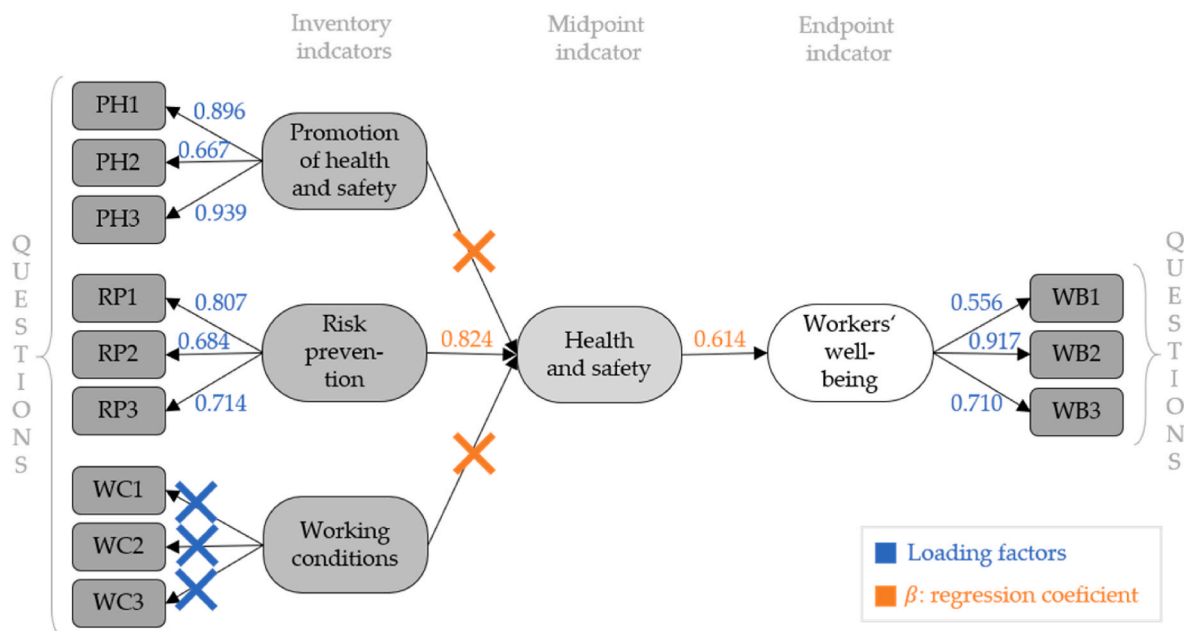 Inventory
indcators
Midpoint
indcator
Endpoint
indcator
QUESTIONS
PH1
PH2
PH3
0.896
0.667
0.939
Promotion
of health
and safety
RP1
RP2
RP3
0.807
0.684
0.714
Risk
preven-
tion
0.824
Health
and safety
0.614
Workers‘
well-
being
0.556
0.917
0.710
WB1
WB2
WB3
QUESTIONS
WC1
WC2
WC3
Working
conditions
Loading factors
β: regression coeficient